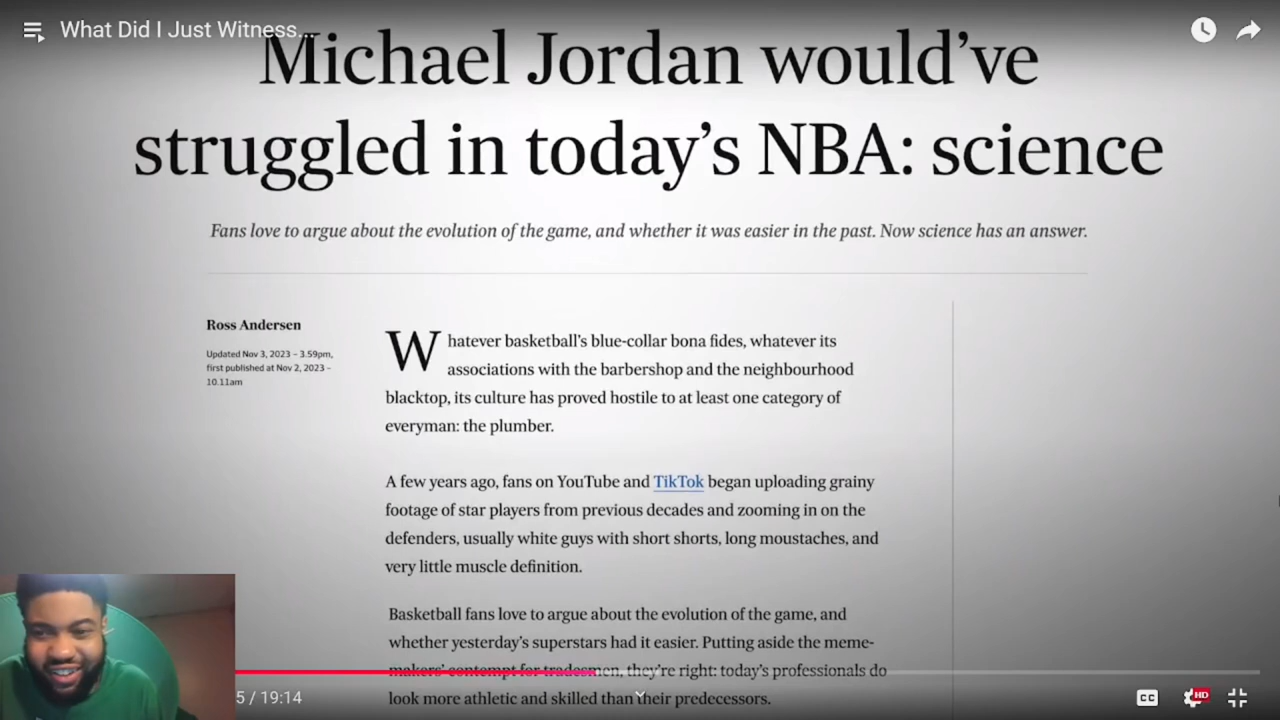 What Did I Just Witness...
Michael Jordan would’ve
struggled in today’s NBA: science
Fans love to argue about the evolution of the game, and whether it was easier in the past. Now science has an answer.
Ross Andersen
Updated Nov 3, 2023 – 3.59pm,
first published at Nov 2, 2023 –
10.11am
Whatever basketball’s blue-collar bona fides, whatever its
associations with the barbershop and the neighbourhood
blacktop, its culture has proved hostile to at least one category of
everyman: the plumber.
A few years ago, fans on YouTube and TikTok began uploading grainy
footage of star players from previous decades and zooming in on the
defenders, usually white guys with short shorts, long moustaches, and
very little muscle definition.
Basketball fans love to argue about the evolution of the game, and
whether yesterday’s superstars had it easier. Putting aside the meme-
makers’ contempt for tradesmen, they’re right: today’s professionals do
look more athletic and skilled than their predecessors.
5 / 19:14
CC
HD